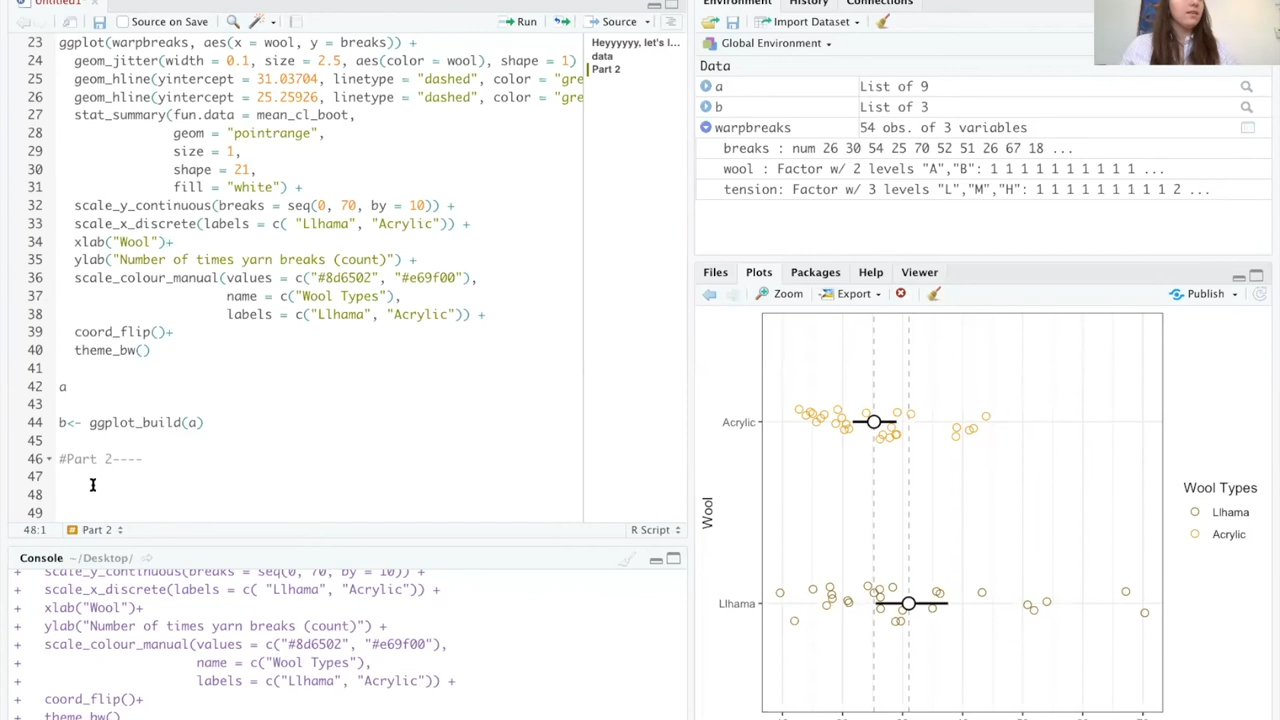 Untitled1
Source on Save
Run
Source
23 ggplot(warpbreaks, aes(x = wool, y = breaks)) +
24 geom_jitter(width = 0.1, size = 2.5, aes(color = wool), shape = 1)
25 geom_hline(yintercept = 31.03704, linetype = "dashed", color = "gre
26 geom_hline(yintercept = 25.25926, linetype = "dashed", color = "gre
27 stat_summary(fun.data = mean_cl_boot,
28 geom = "pointrange",
29 size = 1,
30 shape = 21,
31 fill = "white") +
32 scale_y_continuous(breaks = seq(0, 70, by = 10)) +
33 scale_x_discrete(labels = c( "Llhama", "Acrylic")) +
34 xlab("Wool")+
35 ylab("Number of times yarn breaks (count)") +
36 scale_colour_manual(values = c("#8d6502", "#e69f00"),
37 name = c("Wool Types"),
38 labels = c("Llhama", "Acrylic")) +
39 coord_flip()+
40 theme_bw()
41
42 a
43
44 b<- ggplot_build(a)
45
46 #Part 2----
47
48
49
Heyyyyyy, let's l...
data
Part 2
48:1 Part 2 R Script
Console ~/Desktop/
+ scale_y_continuous(breaks = seq(0, 70, by = 10)) +
+ scale_x_discrete(labels = c( "Llhama", "Acrylic")) +
+ xlab("Wool")+
+ ylab("Number of times yarn breaks (count)") +
+ scale_colour_manual(values = c("#8d6502", "#e69f00"),
+ name = c("Wool Types"),
+ labels = c("Llhama", "Acrylic")) +
+ coord_flip()+
+ theme_bw()
Environment History Connections
Import Dataset
Global Environment
Data
a List of 9
b List of 3
warpbreaks 54 obs. of 3 variables
breaks : num 26 30 54 25 70 52 51 26 67 18 ...
wool : Factor w/ 2 levels "A","B": 1 1 1 1 1 1 1 1 1 1 ...
tension: Factor w/ 3 levels "L","M","H": 1 1 1 1 1 1 1 1 1 2 ...
Files Plots Packages Help Viewer
Zoom Export Publish
Acrylic
Wool
Llhama
Wool Types
Llhama
Acrylic